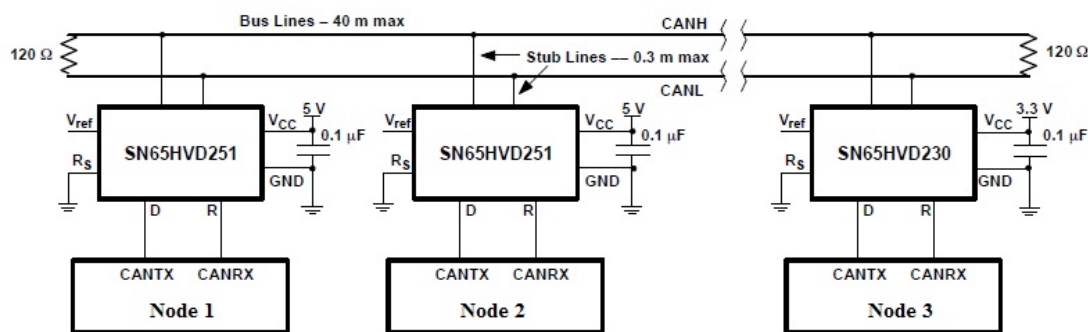 Bus Lines – 40 m max
CANH
120 Ω
120 Ω
Stub Lines –– 0.3 m max
CANL
5 V
5 V
3.3 V
Vref
VCC
0.1 μF
SN65HVD251
RS
GND
D
R
Vref
VCC
0.1 μF
SN65HVD251
RS
GND
D
R
Vref
VCC
0.1 μF
SN65HVD230
RS
GND
D
R
CANTX
CANRX
Node 1
CANTX
CANRX
Node 2
CANTX
CANRX
Node 3